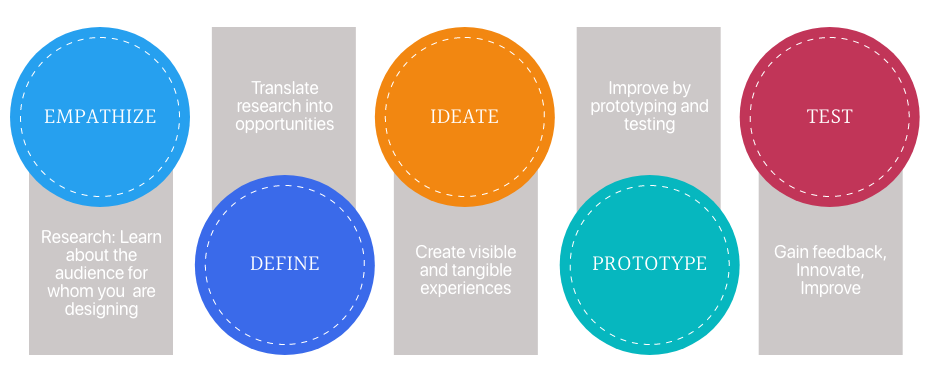 EMPATHIZE
Research: Learn
about the
audience for
whom you  are
designing
Translate
research into
opportunities
DEFINE
IDEATE
Create visible
and tangible
experiences
Improve by
prototyping and
testing
PROTOTYPE
TEST
Gain feedback,
Innovate,
Improve